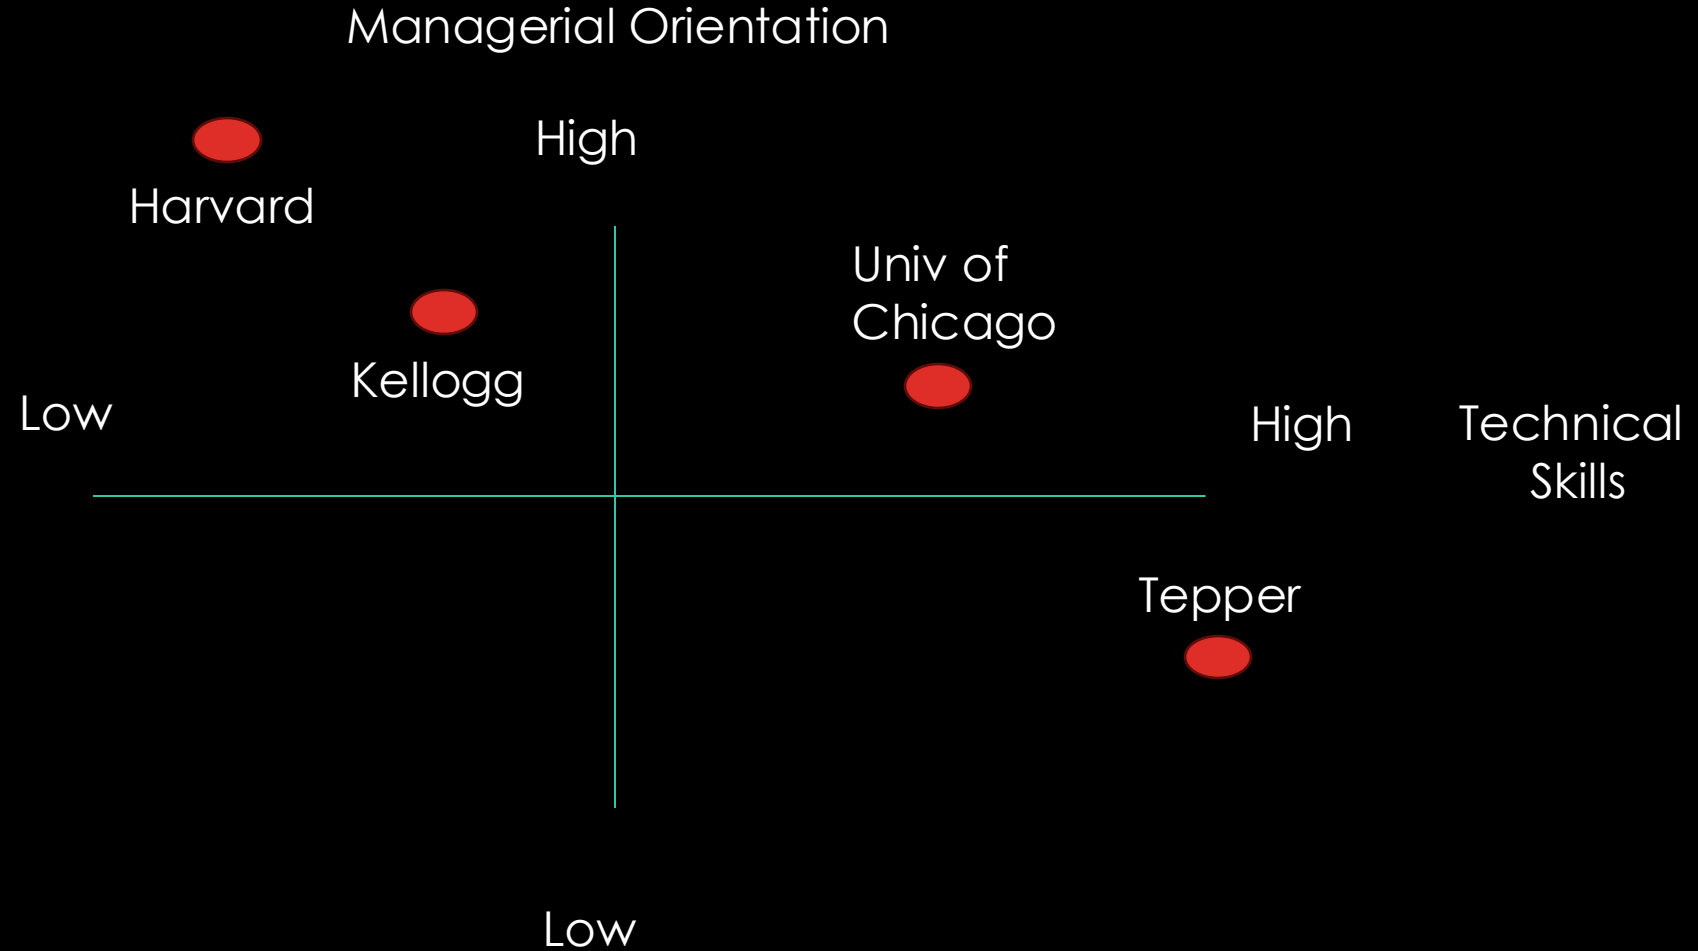 Managerial Orientation
High
Harvard
Univ of
Chicago
Kellogg
Low
High
Technical
Skills
Tepper
Low